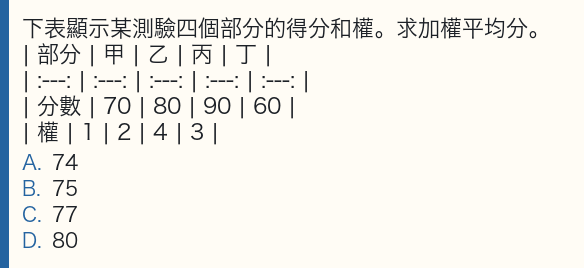 下表顯示某測驗四個部分的得分和權。求加權平均分。
| 部分 | 甲 | 乙 | 丙 | 丁 |
| :---: | :---: | :---: | :---: | :---: |
| 分數 | 70 | 80 | 90 | 60 |
| 權 | 1 | 2 | 4 | 3 |
A. 74
B. 75
C. 77
D. 80